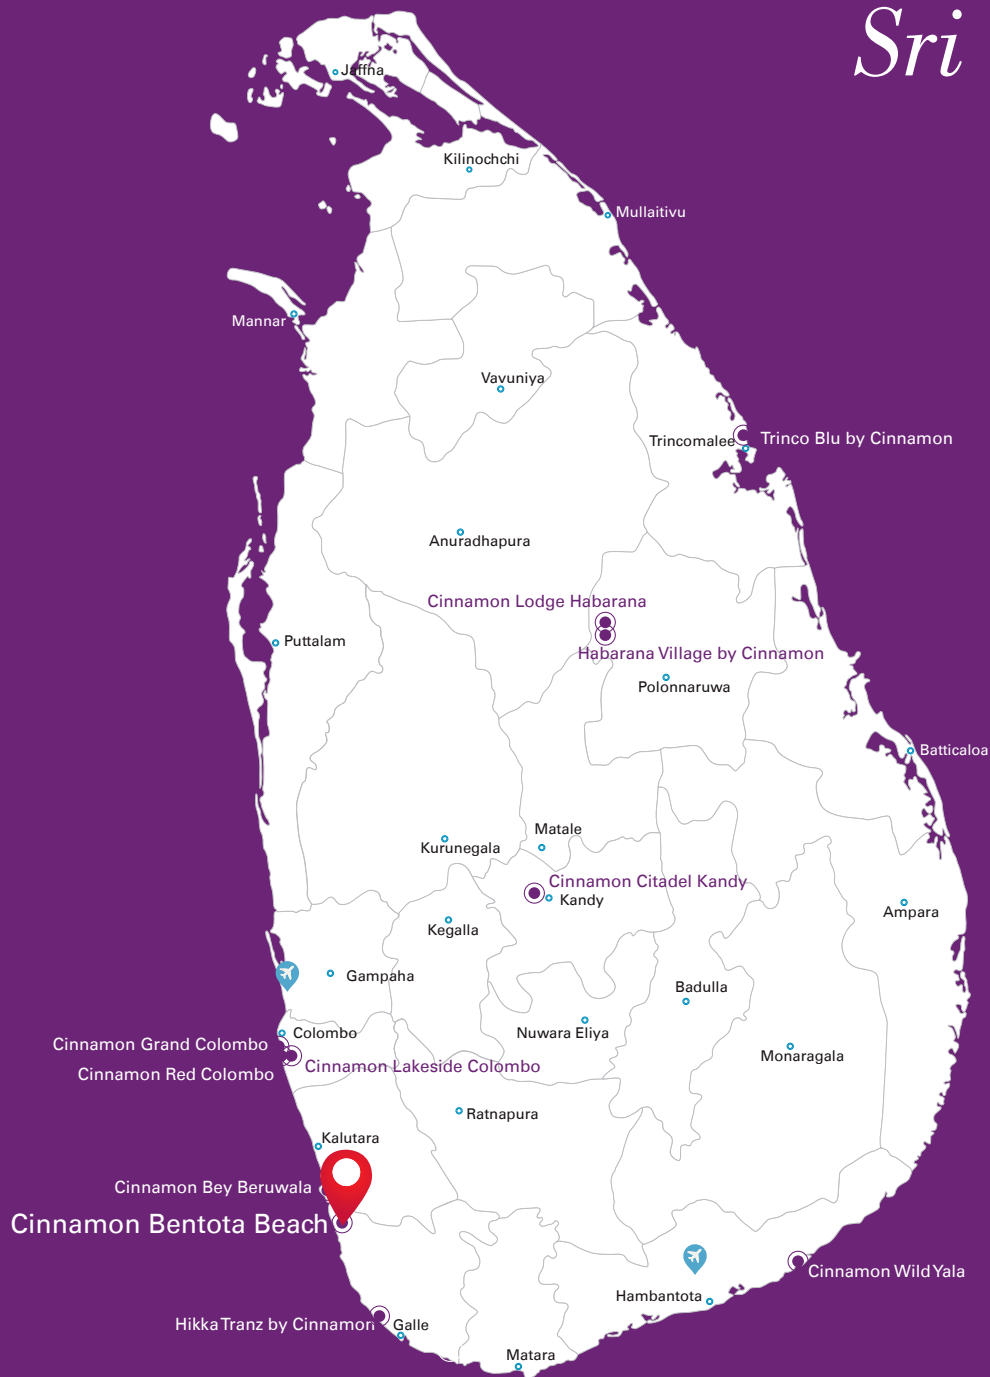 Sri
Jaffna
Kilinochchi
Mullaitivu
Mannar
Vavuniya
Trincomalee
Trinco Blu by Cinnamon
Anuradhapura
Cinnamon Lodge Habarana
Puttalam
Habarana Village by Cinnamon
Polonnaruwa
Batticaloa
Matale
Kurunegala
Cinnamon Citadel Kandy
Kandy
Ampara
Kegalla
Gampaha
Badulla
Colombo
Nuwara Eliya
Cinnamon Grand Colombo
Monaragala
Cinnamon Lakeside Colombo
Cinnamon Red Colombo
Ratnapura
Kalutara
Cinnamon Bey Beruwala
Cinnamon Bentota Beach
Cinnamon Wild Yala
Hambantota
Hikka Tranz by Cinnamon
Galle
Matara